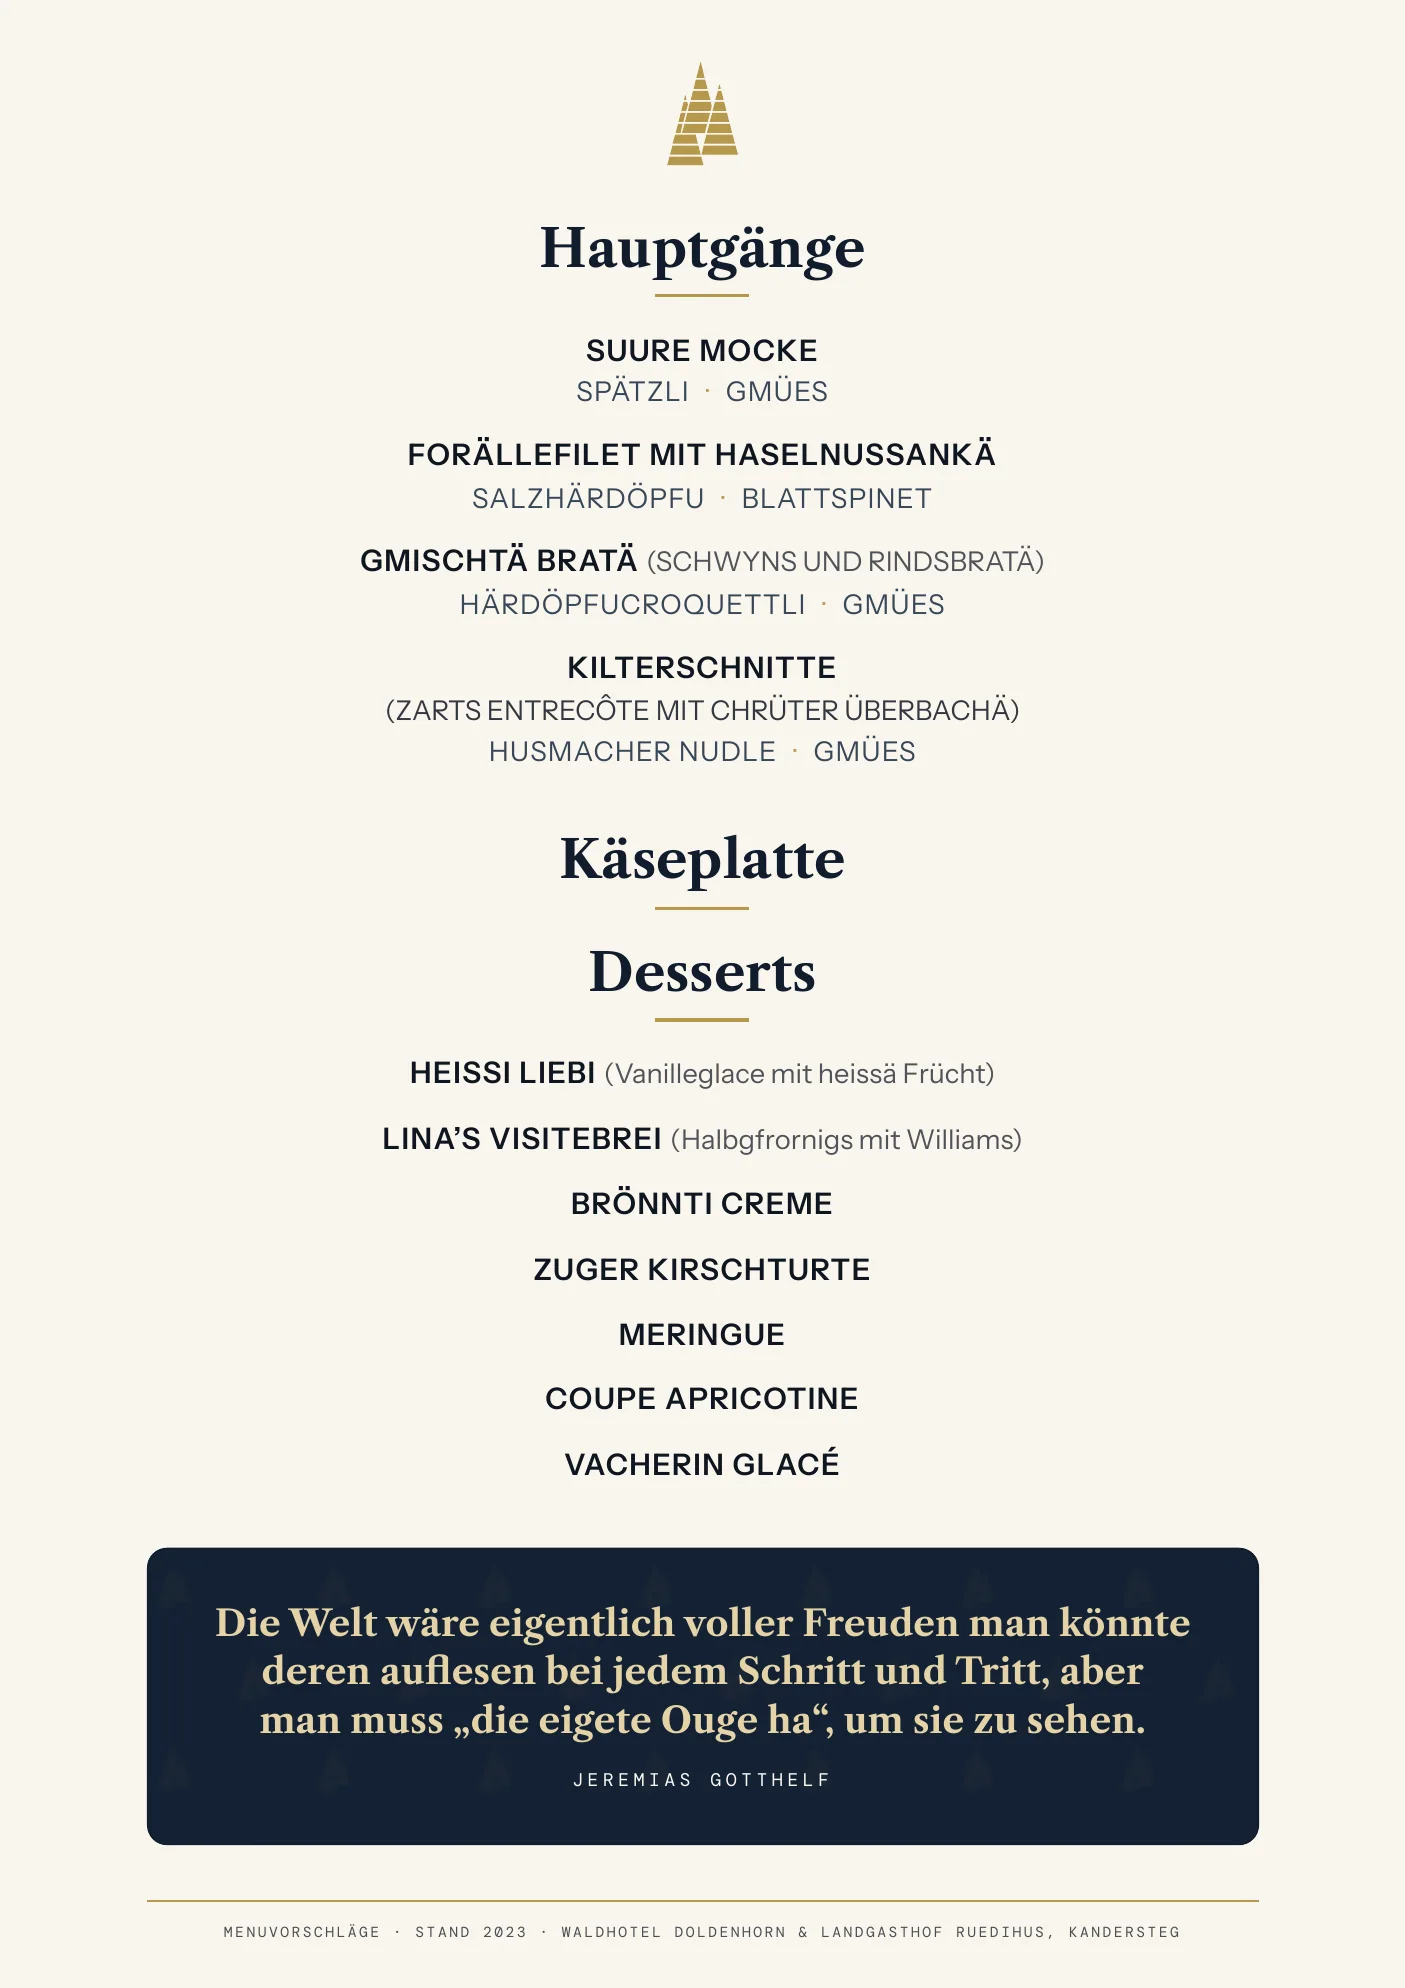 Hauptgänge
SUURE MOCKE
SPÄTZLI · GMÜES
FORÄLLEFILET MIT HASELNUSSANKÄ
SALZHÄRDÖPFU · BLATTSPINET
GMISCHTÄ BRATÄ (SCHWYNS UND RINDSBRATÄ)
HÄRDÖPFUCROQUETTLI · GMÜES
KILTERSCHNITTE
(ZARTS ENTRECÔTE MIT CHRÜTER ÜBERBACHÄ)
HUSMACHER NUDLE · GMÜES
Käseplatte
Desserts
HEISSI LIEBI (Vanilleglace mit heissä Frücht)
LINA’S VISITEBREI (Halbgfrornigs mit Williams)
BRÖNNTI CREME
ZUGER KIRSCHTURTE
MERINGUE
COUPE APRICOTINE
VACHERIN GLACÉ
Die Welt wäre eigentlich voller Freuden man könnte
deren auflesen bei jedem Schritt und Tritt, aber
man muss „die eigete Ouge ha“, um sie zu sehen.
JEREMIAS GOTTHELF
MENUVORSCHLÄGE · STAND 2023 · WALDHOTEL DOLDENHORN & LANDGASTHOF RUEDIHUS, KANDERSTEG